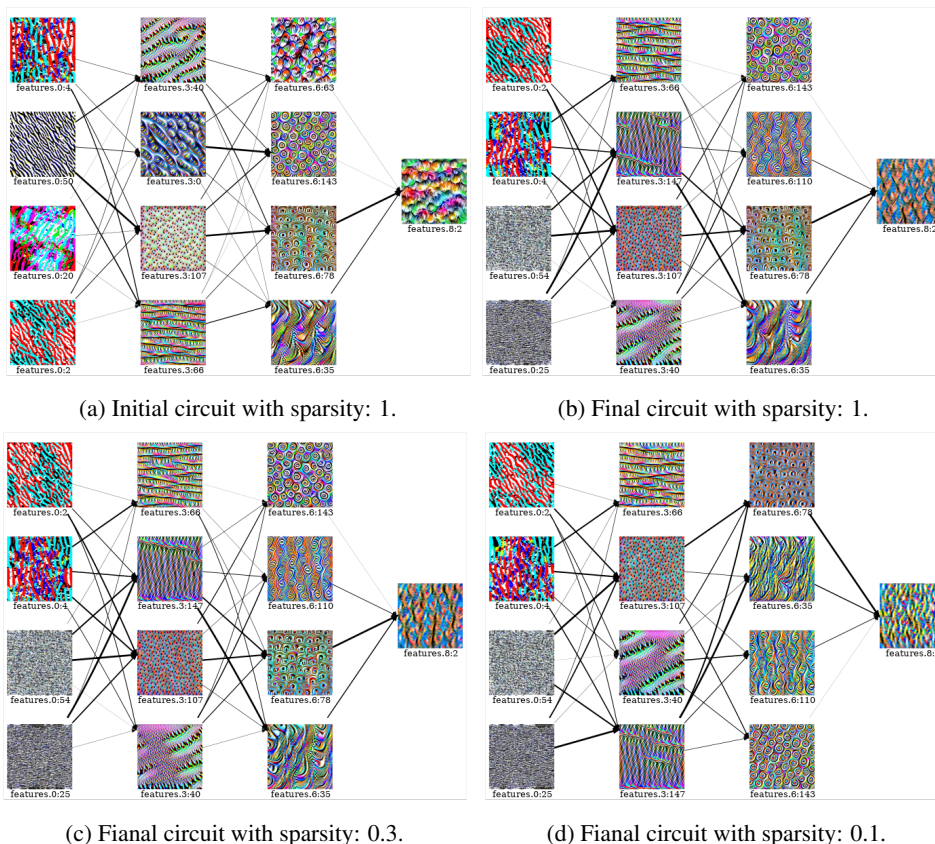 features.0:4
features.3:40
features.6:63
features.0:50
features.3:0
features.6:143
features.8:2
features.0:20
features.3:107
features.6:78
features.0:2
features.3:66
features.6:35
(a) Initial circuit with sparsity: 1.
features.0:2
features.3:66
features.6:143
features.0:4
features.3:147
features.6:110
features.8:2
features.0:54
features.3:107
features.6:78
features.0:25
features.3:40
features.6:35
(b) Final circuit with sparsity: 1.
features.0:2
features.3:66
features.6:143
features.0:4
features.3:147
features.6:110
features.8:2
features.0:54
features.3:107
features.6:78
features.0:25
features.3:40
features.6:35
(c) Fianal circuit with sparsity: 0.3.
features.0:2
features.3:66
features.6:78
features.0:4
features.3:107
features.6:35
features.8:
features.0:54
features.3:40
features.6:110
features.0:25
features.3:147
features.6:143
(d) Fianal circuit with sparsity: 0.1.